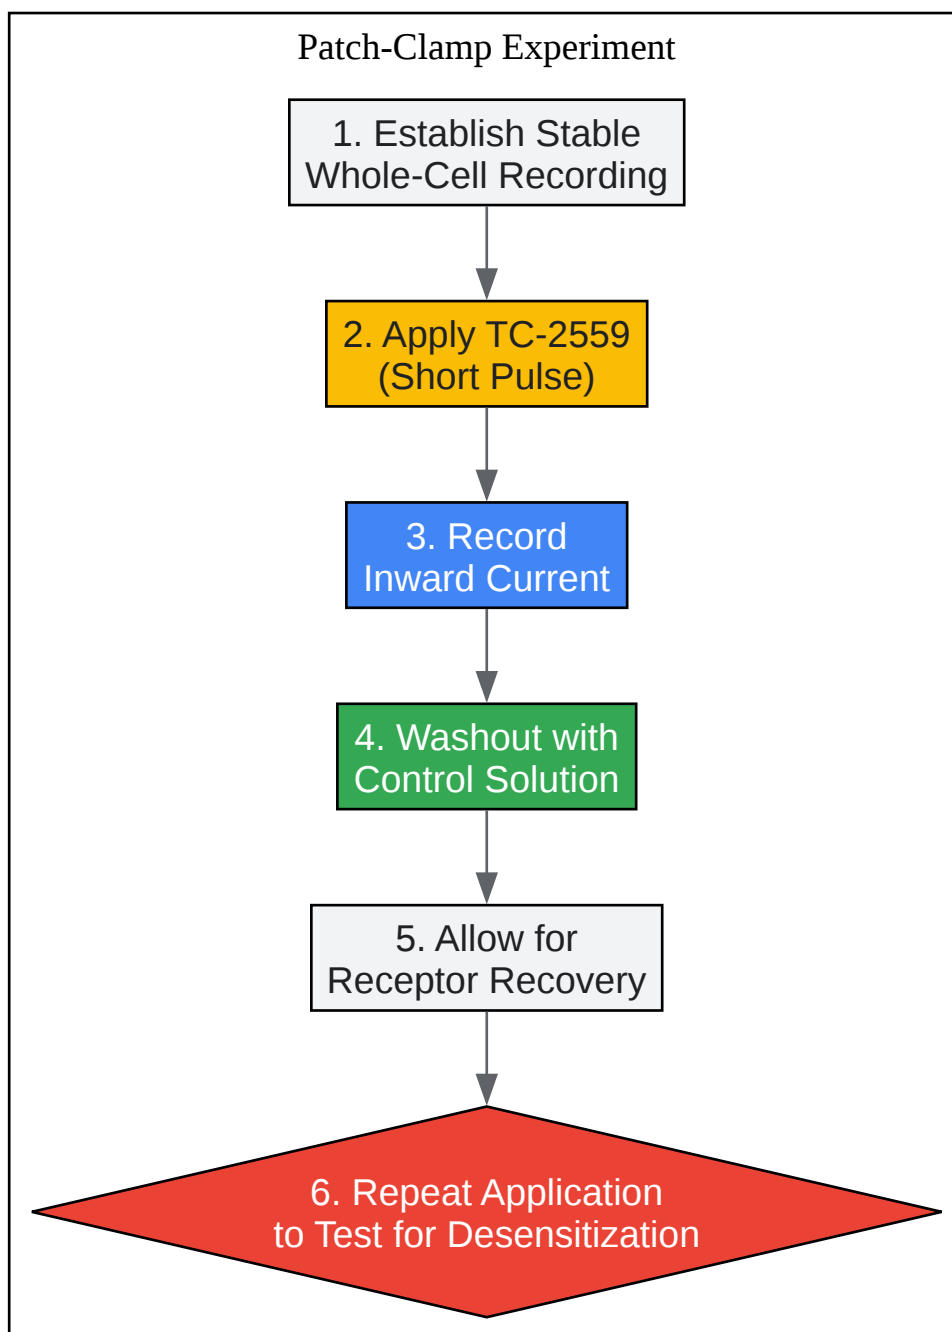 Patch-Clamp Experiment
1. Establish Stable
Whole-Cell Recording
2. Apply TC-2559
(Short Pulse)
3. Record
Inward Current
4. Washout with
Control Solution
5. Allow for
Receptor Recovery
6. Repeat Application
to Test for Desensitization